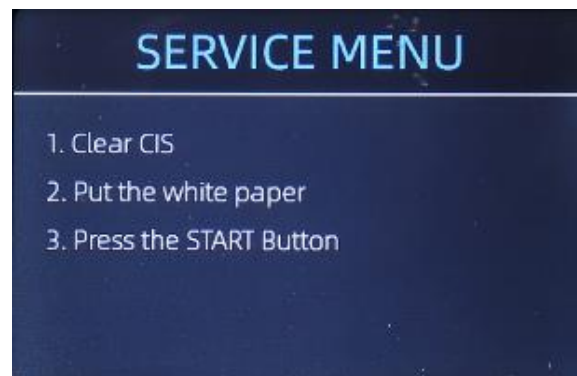 SERVICE MENU
1. Clear CIS
2. Put the white paper
3. Press the START Button